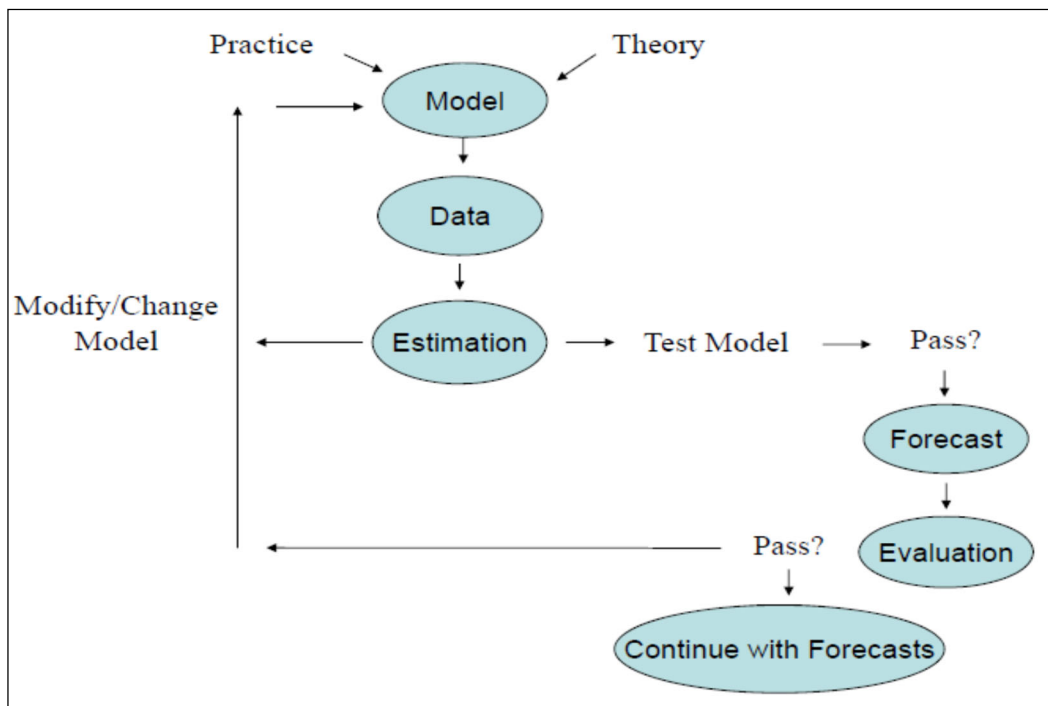 Practice
Theory
Model
Data
Modify/Change
Model
Estimation
Test Model
Pass?
Forecast
Pass?
Evaluation
Continue with Forecasts